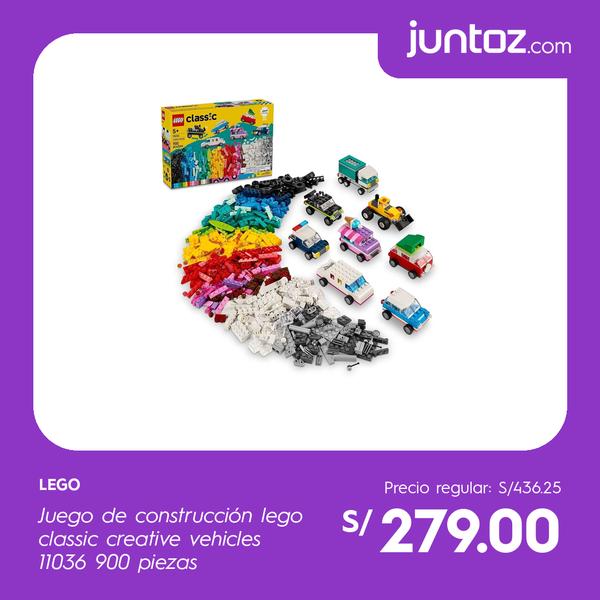 juntoz.com
LEGO
classic
5+
LEGO
Juego de construcción lego
classic creative vehicles
11036 900 piezas
Precio regular: S/436.25
S/ 279.00